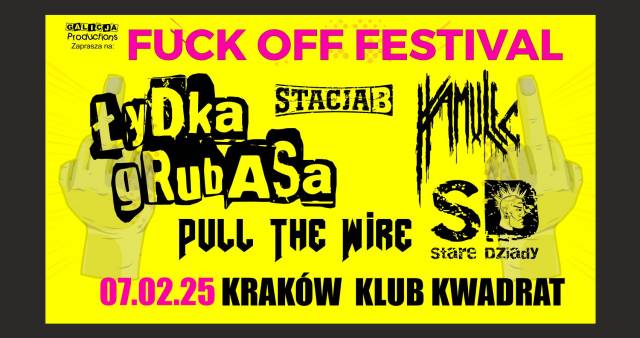 GALICJA
Productions
Zaprasza na:
FUCK OFF FESTIVAL
ŁyDka
gRubASa
STACJA B
HAMULEC
PULL THE WIRE
SD
Stare Dziady
07.02.25 KRAKÓW KLUB KWADRAT